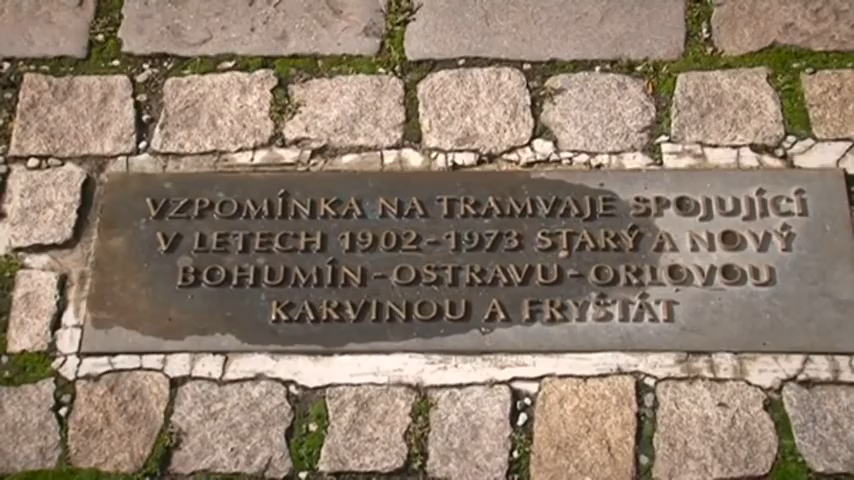 VZPOMÍNKA NA TRAMVAJE SPOJUJÍCÍ
V LETECH 1902-1973 STARÝ A NOVÝ
BOHUMÍN-OSTRAVU-ORLOVOU
KARVINOU A FRYŠTÁT